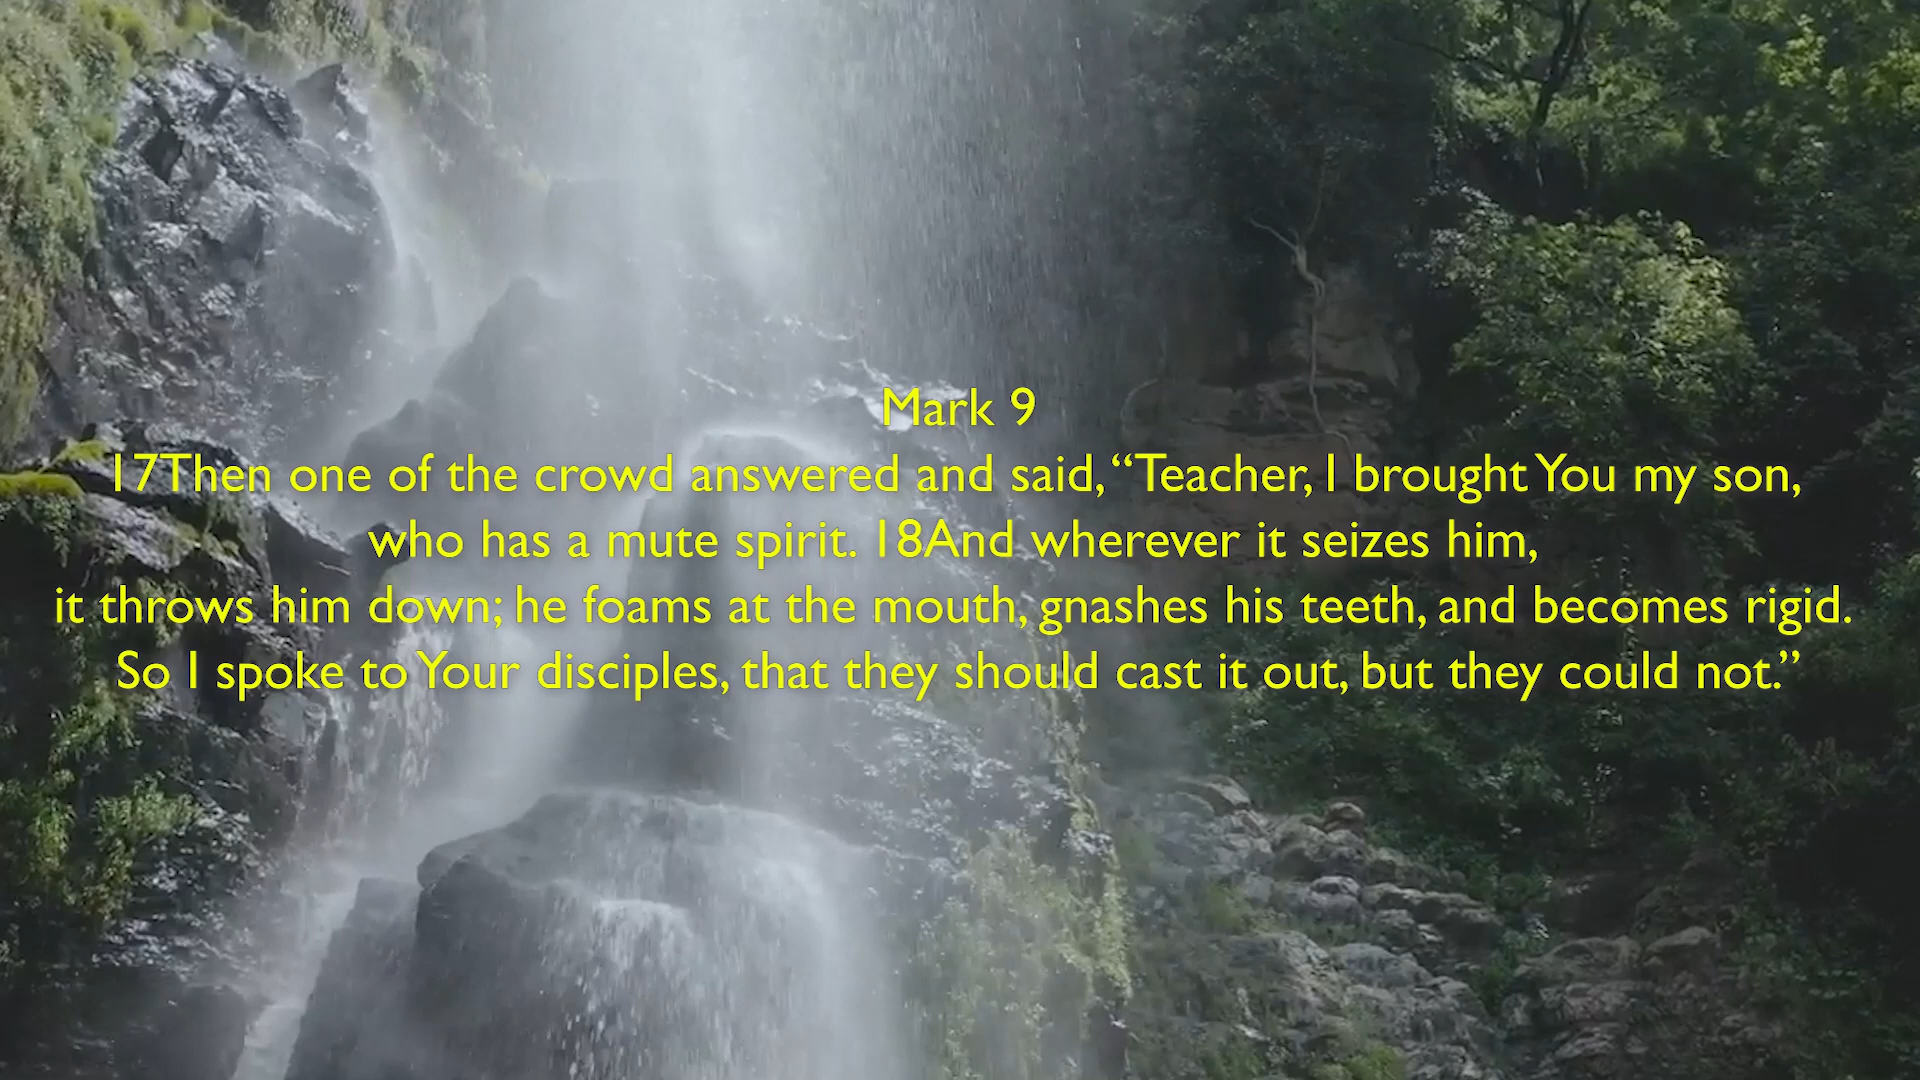 Mark 9
17Then one of the crowd answered and said, “Teacher, I brought You my son,
who has a mute spirit. 18And wherever it seizes him,
it throws him down; he foams at the mouth, gnashes his teeth, and becomes rigid.
So I spoke to Your disciples, that they should cast it out, but they could not.”